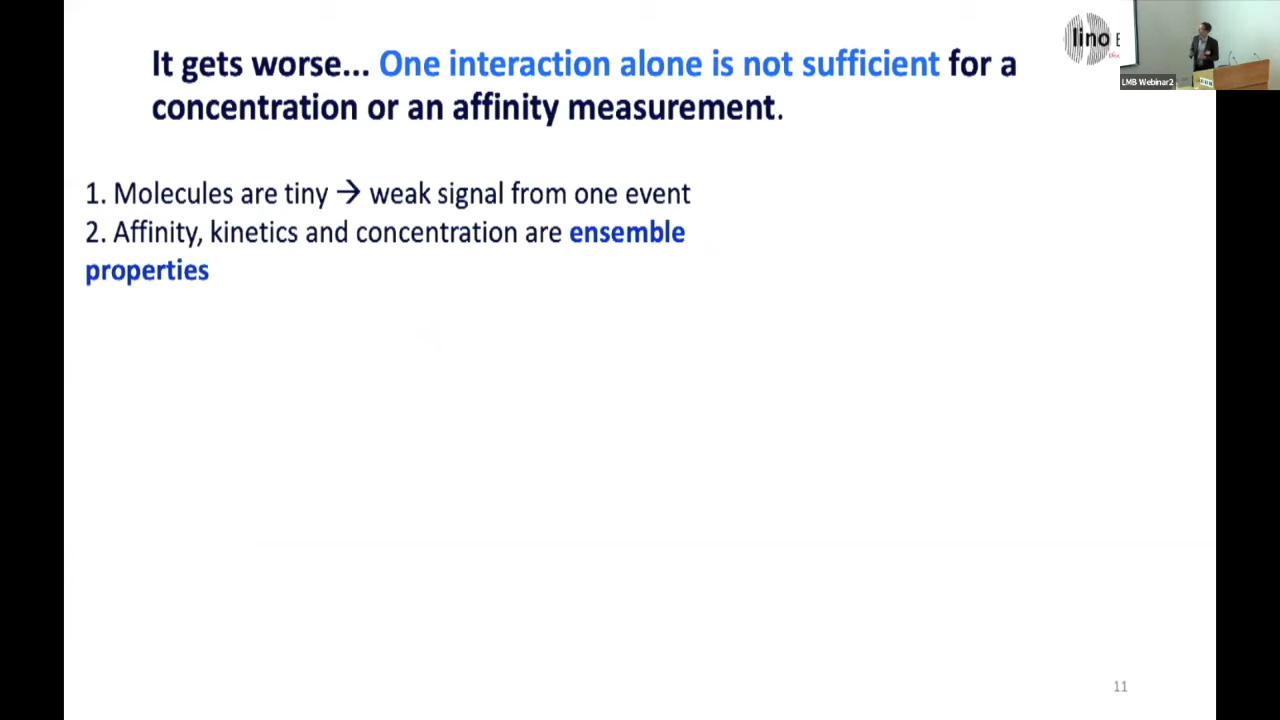 It gets worse... One interaction alone is not sufficient for a
concentration or an affinity measurement.
1. Molecules are tiny → weak signal from one event
2. Affinity, kinetics and concentration are ensemble
properties
lino
E
LMB Webinar2
11